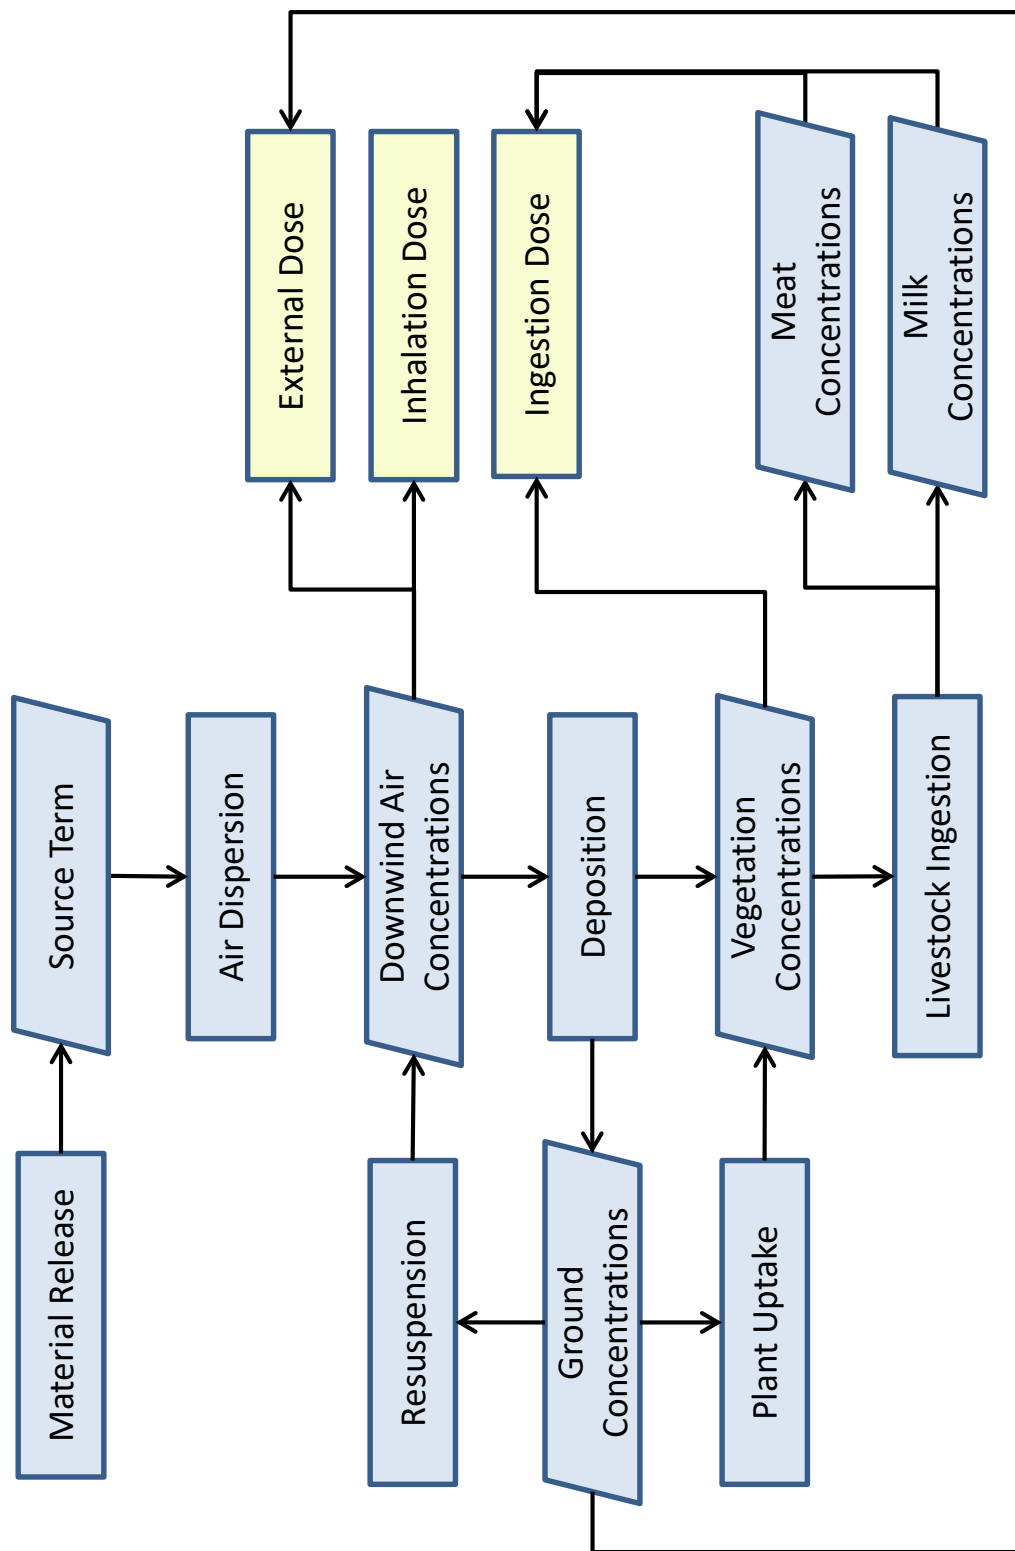 Material Release
Source Term
Air Dispersion
Resuspension
Downwind Air
Concentrations
External Dose
Inhalation Dose
Ground
Concentrations
Deposition
Ingestion Dose
Plant Uptake
Vegetation
Concentrations
Meat
Concentrations
Livestock Ingestion
Milk
Concentrations